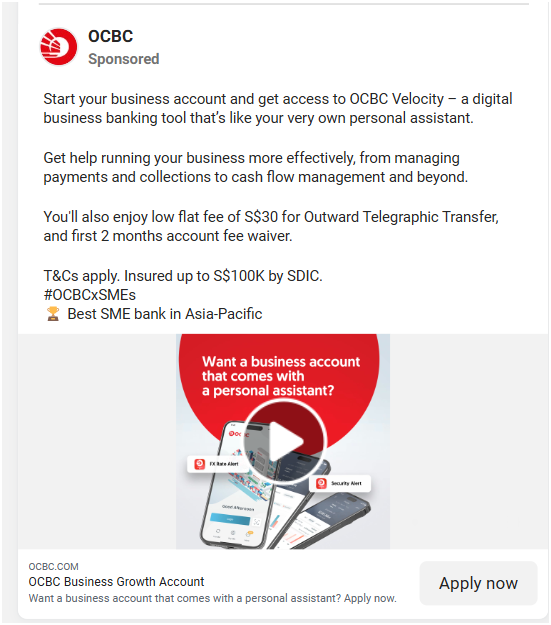 OCBC
Sponsored
Start your business account and get access to OCBC Velocity – a digital
business banking tool that's like your very own personal assistant.
Get help running your business more effectively, from managing
payments and collections to cash flow management and beyond.
You'll also enjoy low flat fee of S$30 for Outward Telegraphic Transfer,
and first 2 months account fee waiver.
T&Cs apply. Insured up to S$100K by SDIC.
#OCBCxSMEs
🏆 Best SME bank in Asia-Pacific
Want a business account
that comes with
a personal assistant?
OCBC
FX Rate Alert
Security Alert
Good Afternoon
OCBC.COM
OCBC Business Growth Account
Want a business account that comes with a personal assistant? Apply now.
Apply now